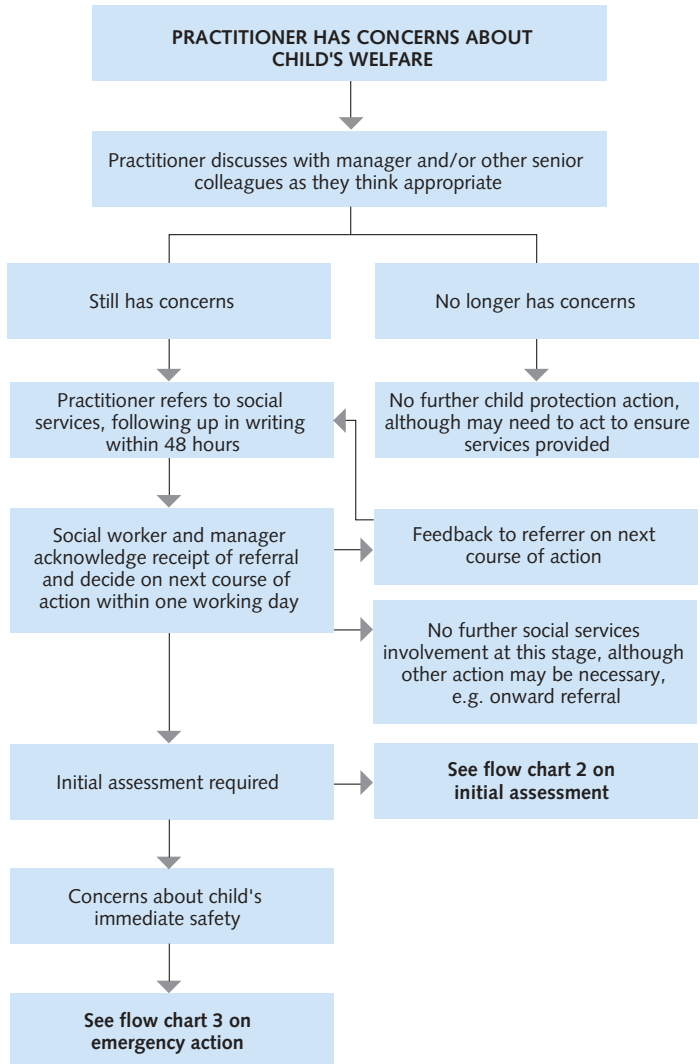 PRACTITIONER HAS CONCERNS ABOUT
CHILD'S WELFARE
Practitioner discusses with manager and/or other senior
colleagues as they think appropriate
Still has concerns
No longer has concerns
Practitioner refers to social
services, following up in writing
within 48 hours
No further child protection action,
although may need to act to ensure
services provided
Social worker and manager
acknowledge receipt of referral
and decide on next course of
action within one working day
Feedback to referrer on next
course of action
No further social services
involvement at this stage, although
other action may be necessary,
e.g. onward referral
Initial assessment required
See flow chart 2 on
initial assessment
Concerns about child's
immediate safety
See flow chart 3 on
emergency action